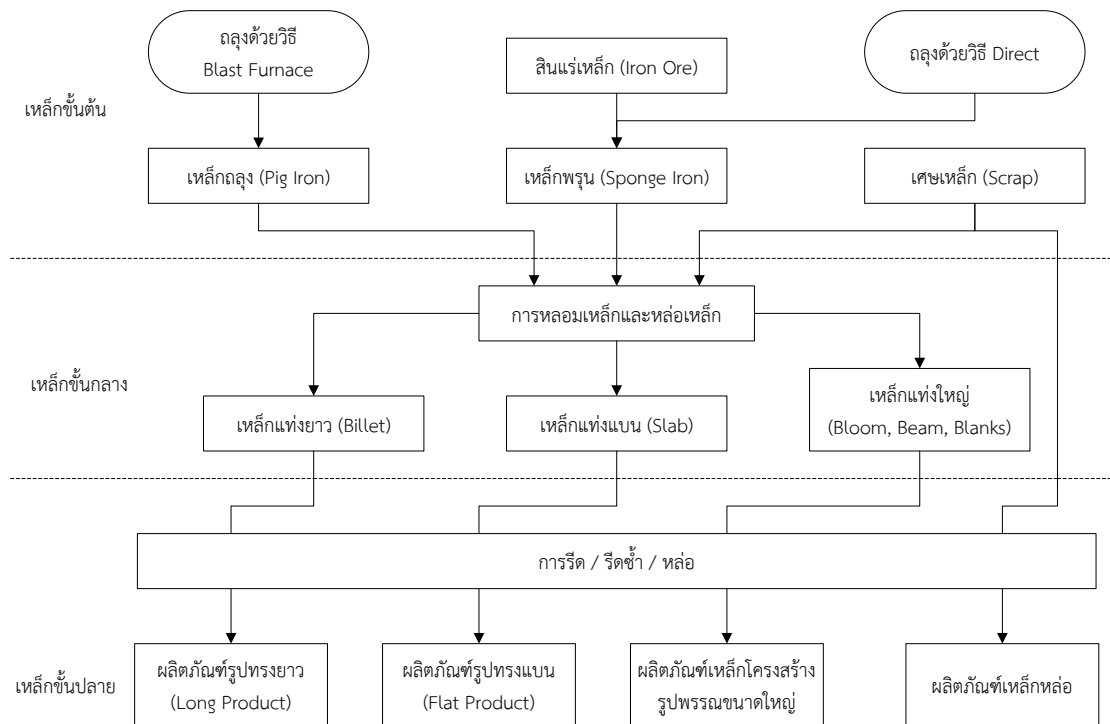 ถลุงด้วยวิธี
Blast Furnace
สินแร่เหล็ก (Iron Ore)
ถลุงด้วยวิธี Direct
เหล็กขั้นต้น
เหล็กถลุง (Pig Iron)
เหล็กพรุน (Sponge Iron)
เศษเหล็ก (Scrap)
การหลอมเหล็กและหล่อเหล็ก
เหล็กขั้นกลาง
เหล็กแท่งยาว (Billet)
เหล็กแท่งแบน (Slab)
เหล็กแท่งใหญ่
(Bloom, Beam, Blanks)
การรีด / รีดซ้ำ / หล่อ
เหล็กขั้นปลาย
ผลิตภัณฑ์รูปทรงยาว
(Long Product)
ผลิตภัณฑ์รูปทรงแบน
(Flat Product)
ผลิตภัณฑ์เหล็กโครงสร้าง
รูปพรรณขนาดใหญ่
ผลิตภัณฑ์เหล็กหล่อ